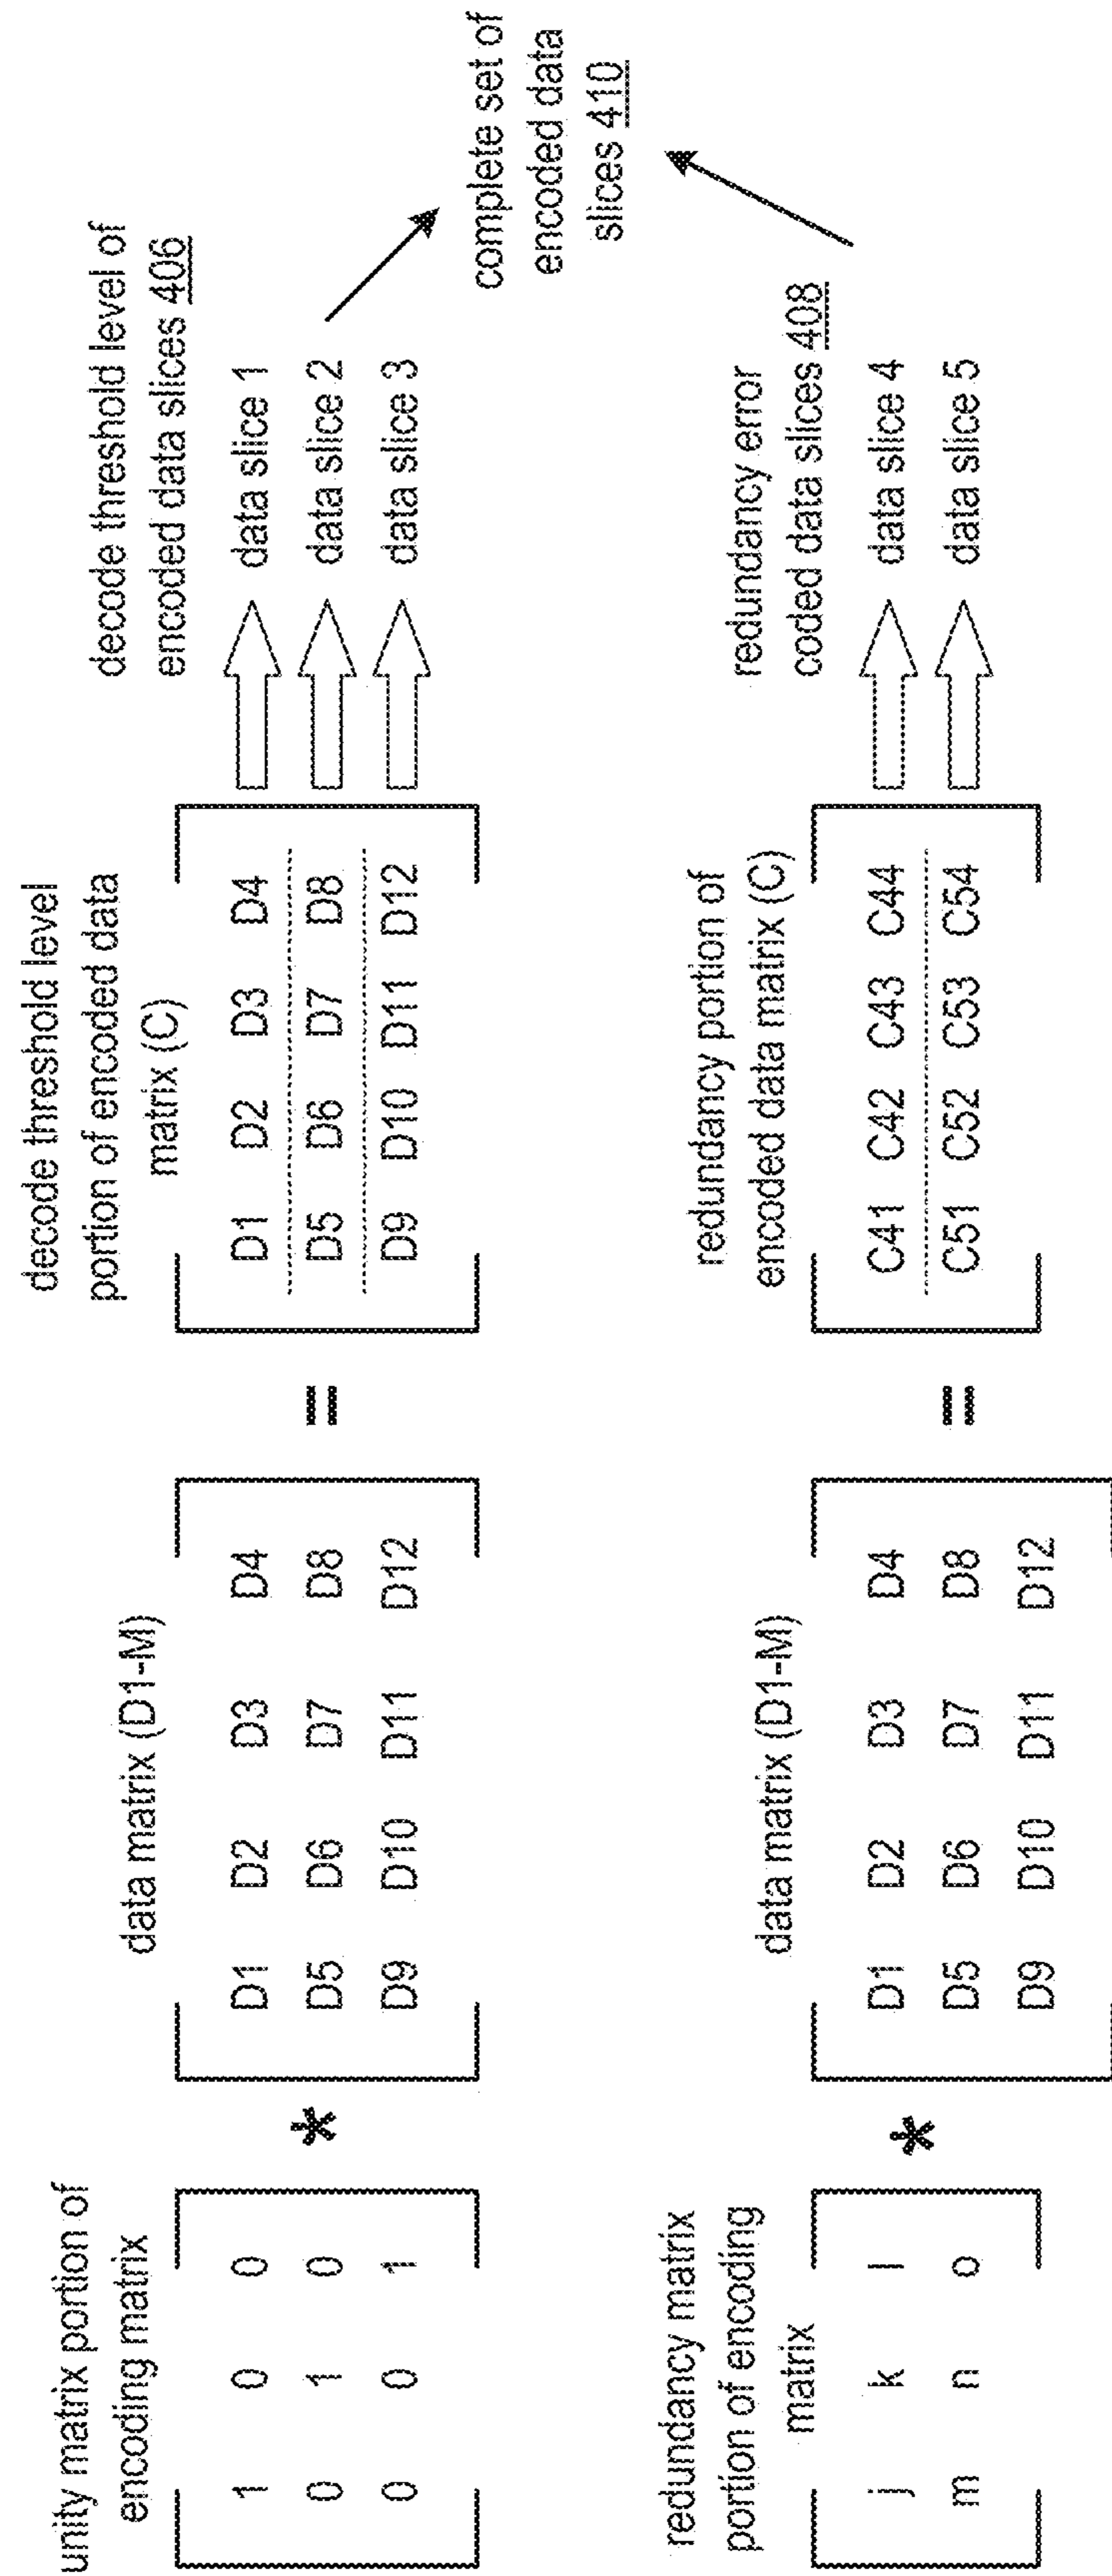 unity matrix portion of
encoding matrix
1 0 0
0 1 0
0 0 1
*
data matrix (D1-M)
D1 D2 D3 D4
D5 D6 D7 D8
D9 D10 D11 D12
=
decode threshold level
portion of encoded data
matrix (C)
D1 D2 D3 D4
D5 D6 D7 D8
D9 D10 D11 D12
decode threshold level of
encoded data slices 406
data slice 1
data slice 2
data slice 3
complete set of
encoded data
slices 410
redundancy matrix
portion of encoding
matrix
j k l
m n o
*
data matrix (D1-M)
D1 D2 D3 D4
D5 D6 D7 D8
D9 D10 D11 D12
=
redundancy portion of
encoded data matrix (C)
C41 C42 C43 C44
C51 C52 C53 C54
redundancy error
coded data slices 408
data slice 4
data slice 5